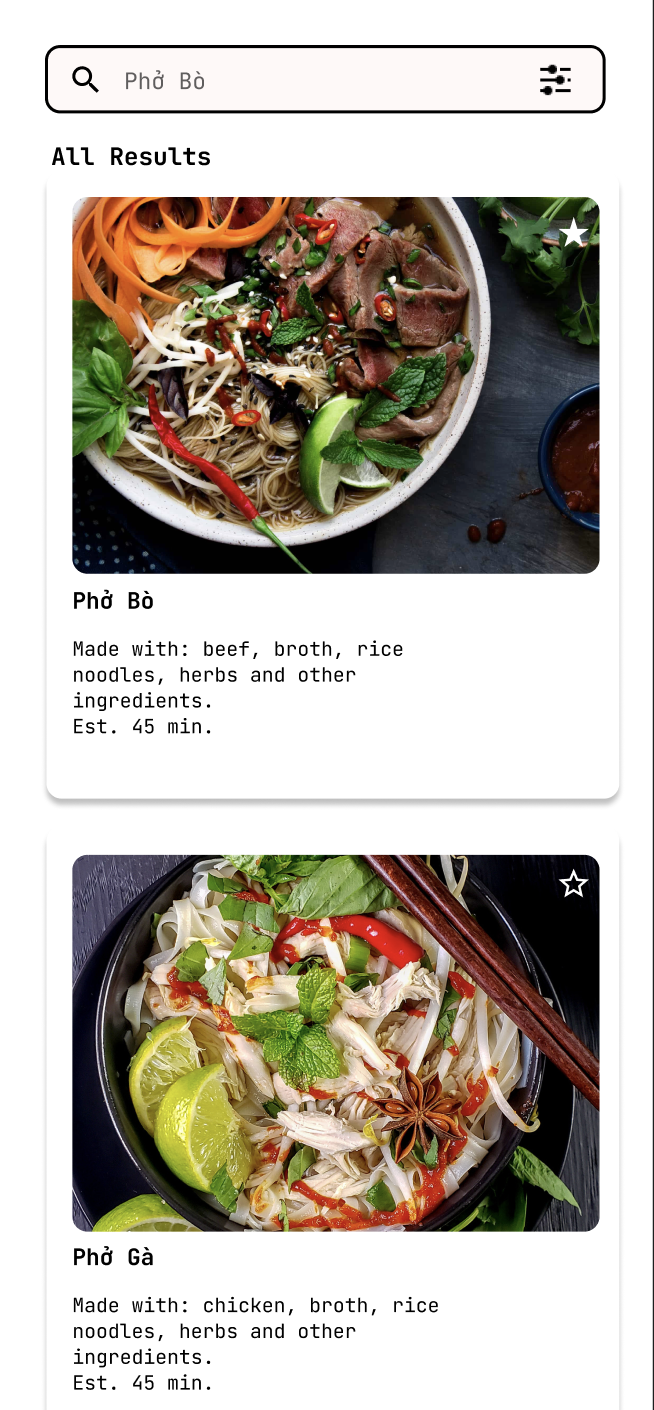 Phở Bò
All Results
Phở Bò
Made with: beef, broth, rice
noodles, herbs and other
ingredients.
Est. 45 min.
Phở Gà
Made with: chicken, broth, rice
noodles, herbs and other
ingredients.
Est. 45 min.